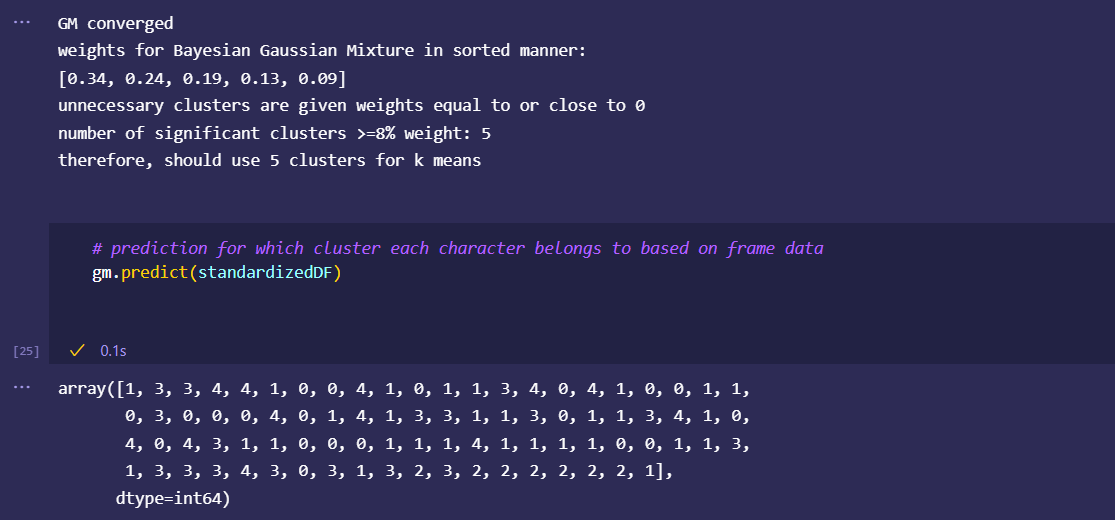 GM converged
weights for Bayesian Gaussian Mixture in sorted manner:
[0.34, 0.24, 0.19, 0.13, 0.09]
unnecessary clusters are given weights equal to or close to 0
number of significant clusters >=8% weight: 5
therefore, should use 5 clusters for k means
# prediction for which cluster each character belongs to based on frame data
gm.predict(standardizedDF)
[25] ✓ 0.1s
array([1, 3, 3, 4, 4, 1, 0, 0, 4, 1, 0, 1, 1, 3, 4, 0, 4, 1, 0, 0, 1, 1,
0, 3, 0, 0, 0, 4, 0, 1, 4, 1, 3, 3, 1, 1, 3, 0, 1, 1, 3, 4, 1, 0,
4, 0, 4, 3, 1, 1, 0, 0, 0, 1, 1, 1, 4, 1, 1, 1, 1, 0, 0, 1, 1, 3,
1, 3, 3, 3, 4, 3, 0, 3, 1, 3, 2, 3, 2, 2, 2, 2, 2, 2, 1],
dtype=int64)